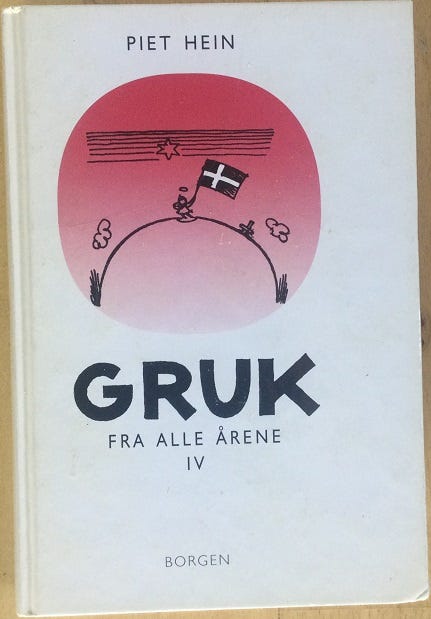 PIET HEIN
GRUK
FRA ALLE ÅRENE
IV
BORGEN